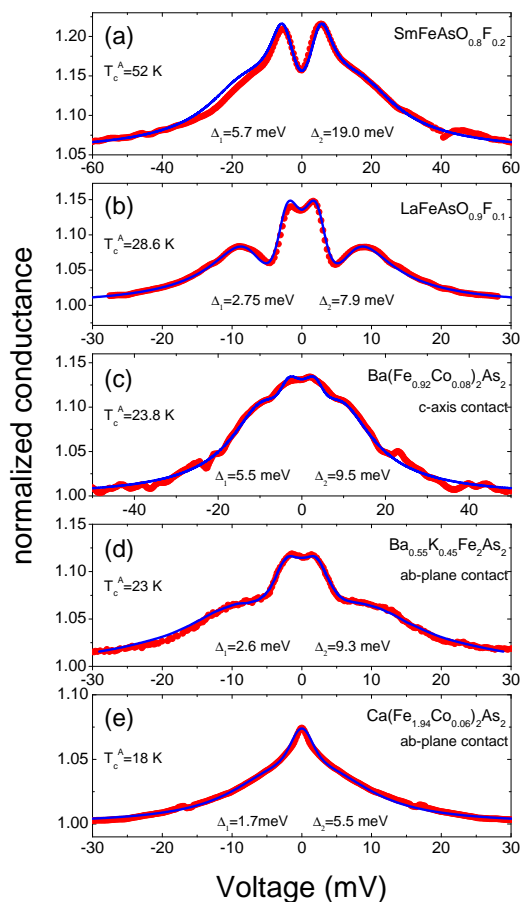 normalized conductance
(a)
SmFeAsO₀.₈F₀.₂
T_c^A=52 K
Δ₁=5.7 meV Δ₂=19.0 meV
1.20
1.15
1.10
1.05
-60 -40 -20 0 20 40 60
(b)
LaFeAsO₀.₉F₀.₁
T_c^A=28.6 K
Δ₁=2.75 meV Δ₂=7.9 meV
1.15
1.10
1.05
1.00
-30 -20 -10 0 10 20 30
(c)
Ba(Fe₀.₉₂Co₀.₀₈)₂As₂
c-axis contact
T_c^A=23.8 K
Δ₁=5.5 meV Δ₂=9.5 meV
1.15
1.10
1.05
1.00
-40 -20 0 20 40
(d)
Ba₀.₅₅K₀.₄₅Fe₂As₂
ab-plane contact
T_c^A=23 K
Δ₁=2.6 meV Δ₂=9.3 meV
1.15
1.10
1.05
1.00
-30 -20 -10 0 10 20 30
(e)
Ca(Fe₁.₉₄Co₀.₀₆)₂As₂
ab-plane contact
T_c^A=18 K
Δ₁=1.7meV Δ₂=5.5 meV
1.10
1.05
1.00
-30 -20 -10 0 10 20 30
Voltage (mV)